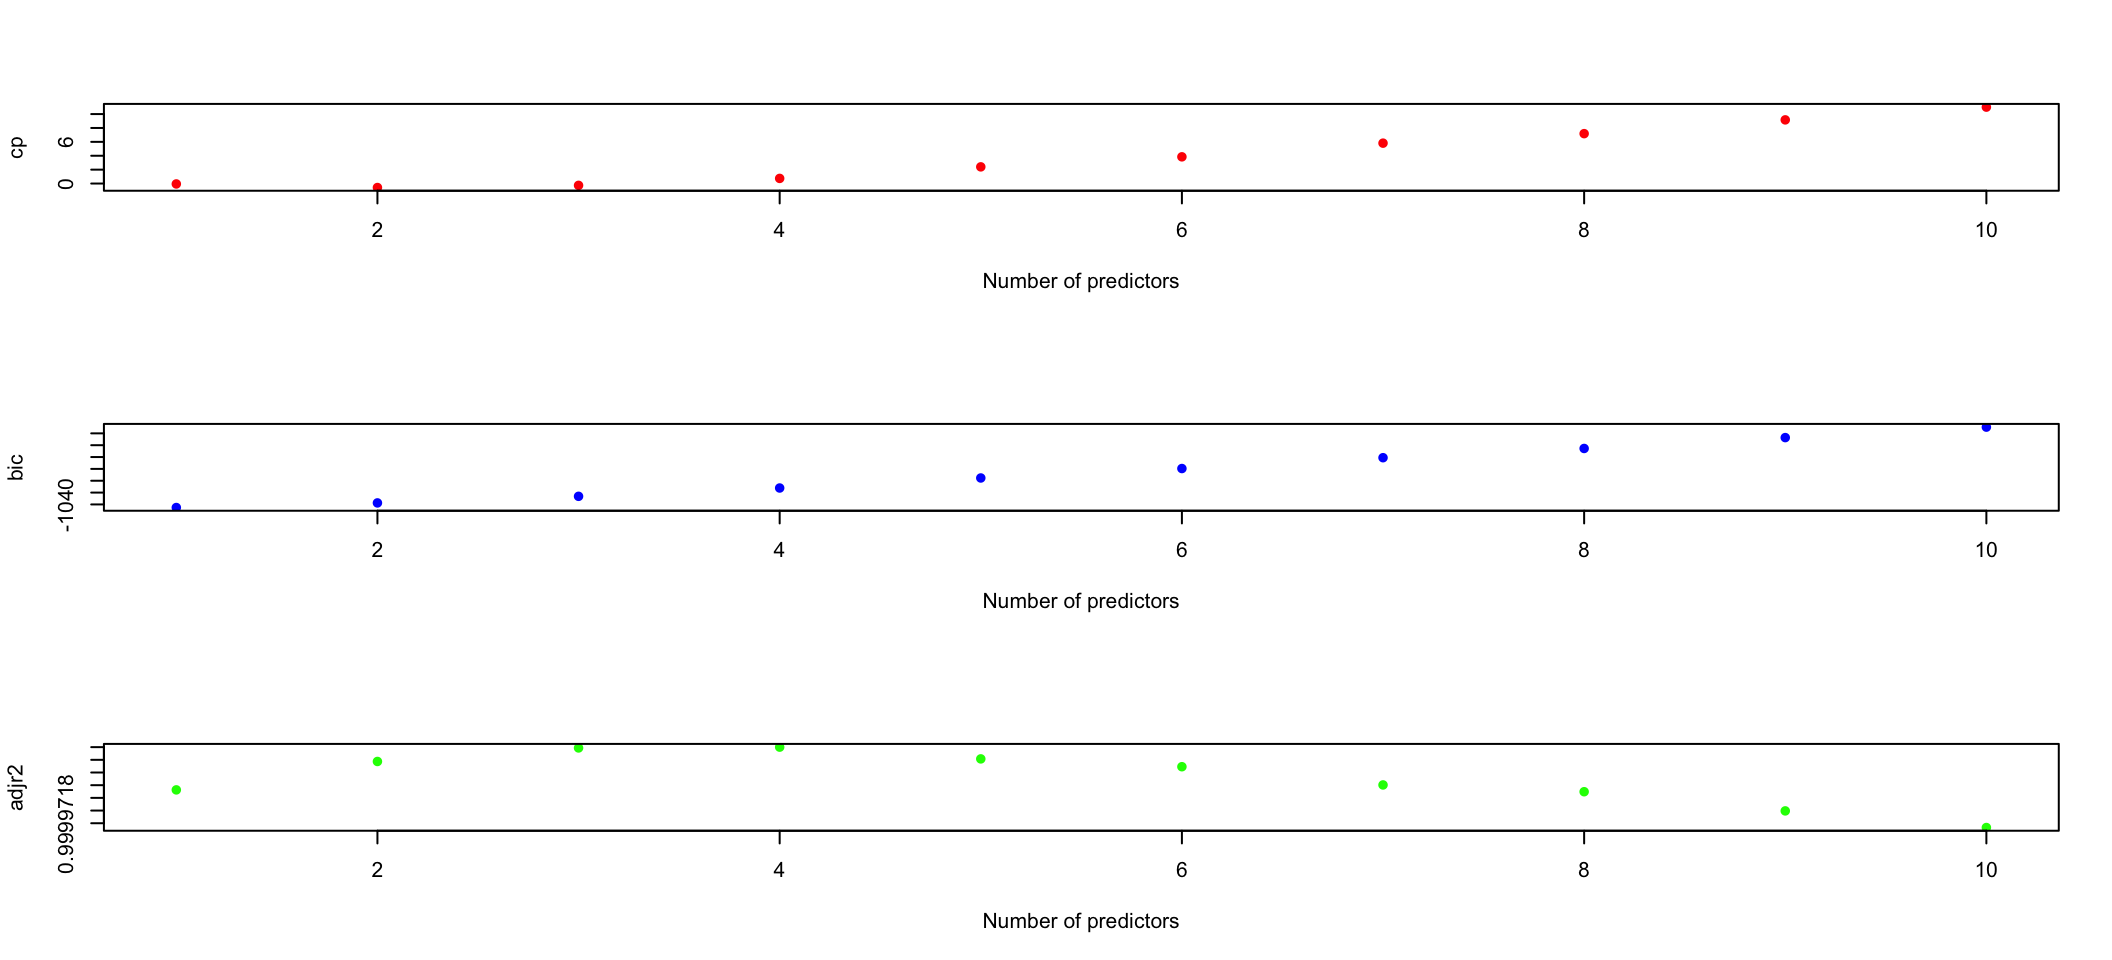 cp
6
0
2 4 6 8 10
Number of predictors
bic
-1040
2 4 6 8 10
Number of predictors
adjr2
0.9999718
2 4 6 8 10
Number of predictors